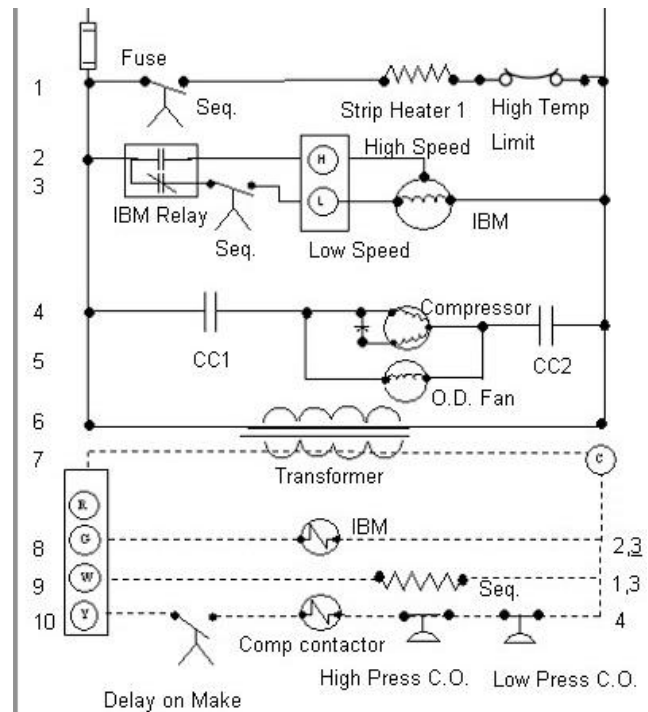 Fuse
1
Seq.
Strip Heater 1
High Temp
Limit
2
H
High Speed
3
L
IBM Relay
Seq.
Low Speed
IBM
4
Compressor
CC1
CC2
5
O.D. Fan
6
7
Transformer
C
R
8
G
IBM
2,3
9
W
Seq.
1,3
10
Y
4
Comp contactor
High Press C.O.
Low Press C.O.
Delay on Make